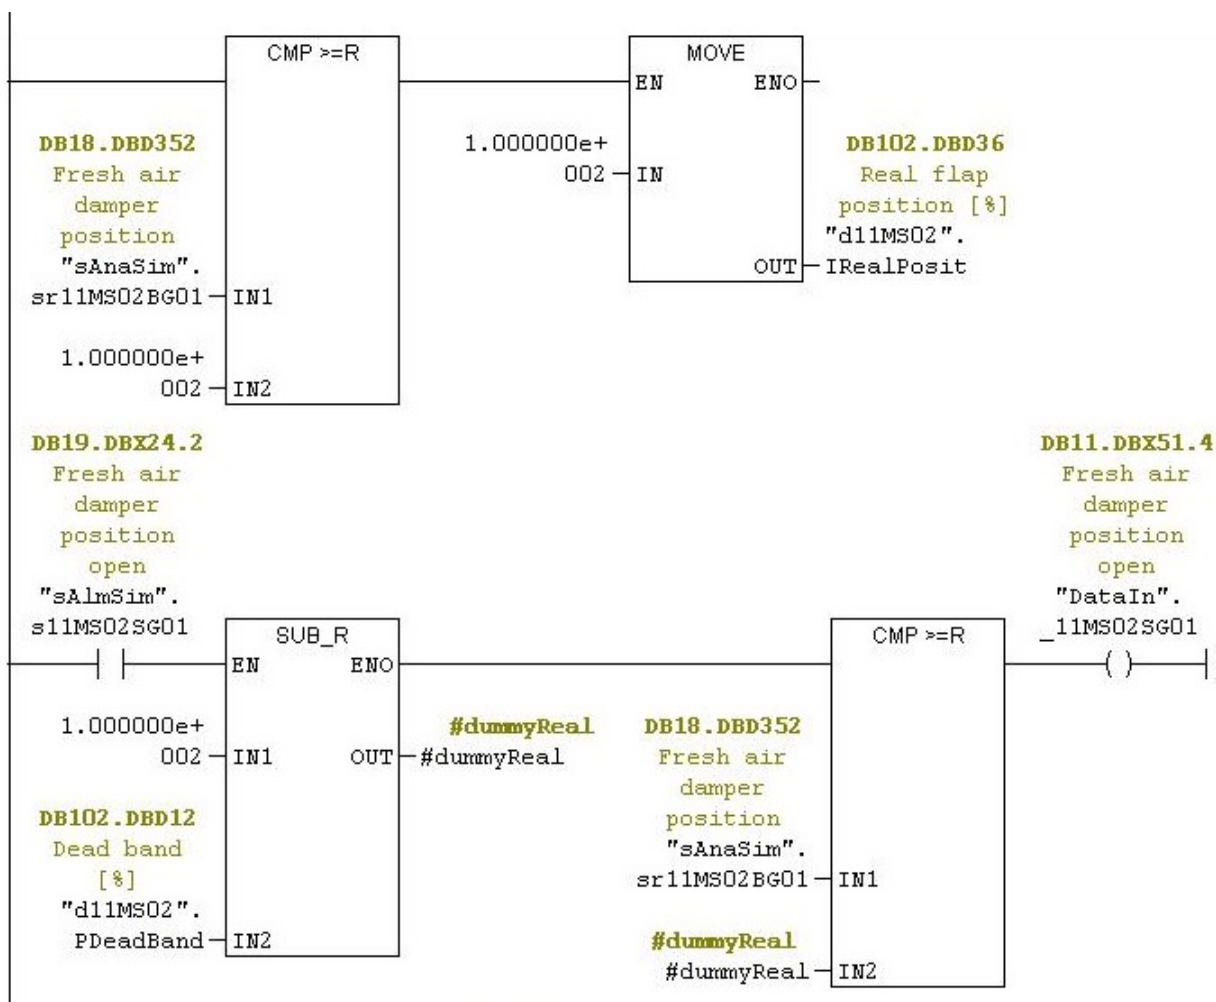 CMP >=R
MOVE
EN
ENO
DB18.DBD352
Fresh air
damper
position
"sAnaSim".
sr11MS02BG01
IN1
1.000000e+
002
IN2
1.000000e+
002
IN
DB102.DBD36
Real flap
position [%]
"d11MS02".
OUT
IRealPosit
DB19.DBX24.2
Fresh air
damper
position
open
"sAlmSim".
s11MS02SG01
SUB_R
EN
ENO
1.000000e+
002
IN1
OUT
#dummyReal
#dummyReal
DB102.DBD12
Dead band
[%]
"d11MS02".
PDeadBand
IN2
CMP >=R
DB18.DBD352
Fresh air
damper
position
"sAnaSim".
sr11MS02BG01
IN1
#dummyReal
#dummyReal
IN2
DB11.DBX51.4
Fresh air
damper
position
open
"DataIn".
_11MS02SG01
( )